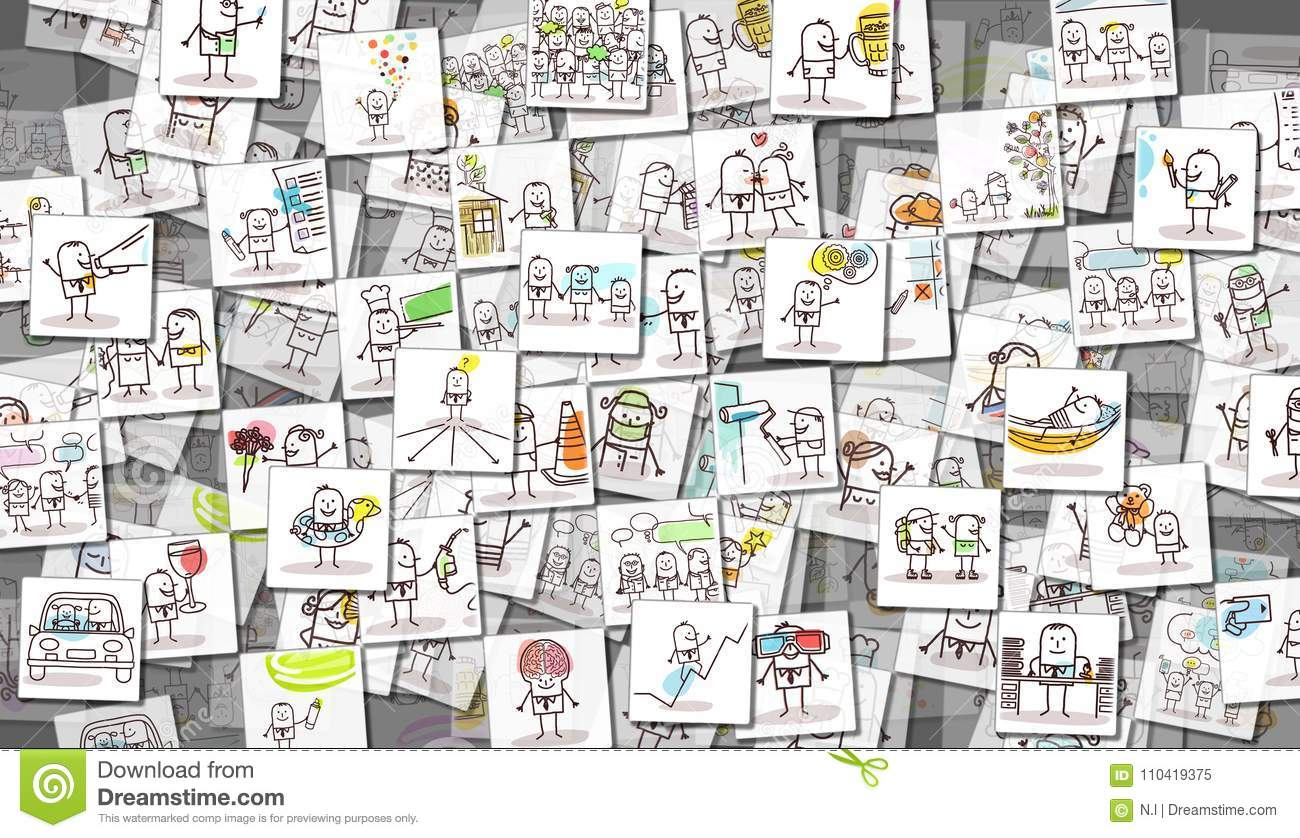 ?
Download from
Dreamstime.com
This watermarked comp image is for previewing purposes only.
ID 110419375
© N.l | Dreamstime.com